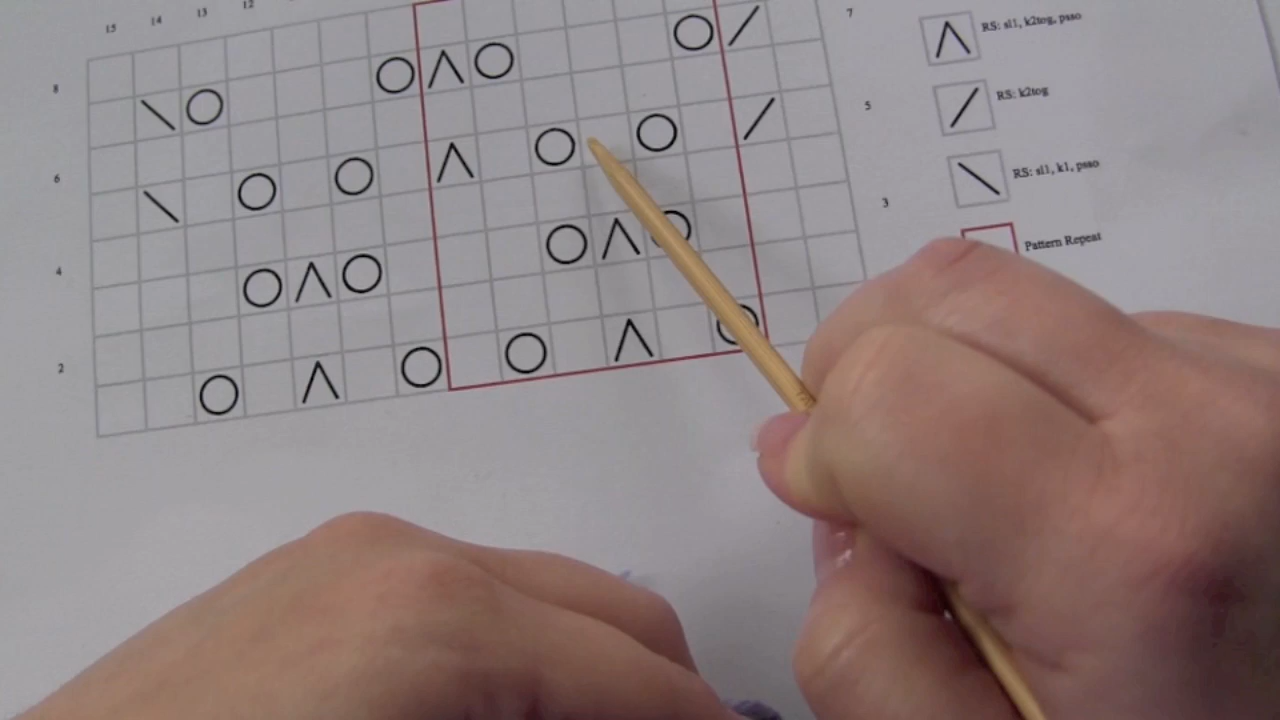 15 14 13 12
8
6
4
2
7
5
3
RS: sl1, k2tog, psso
RS: k2tog
RS: sl1, k1, psso
Pattern Repeat